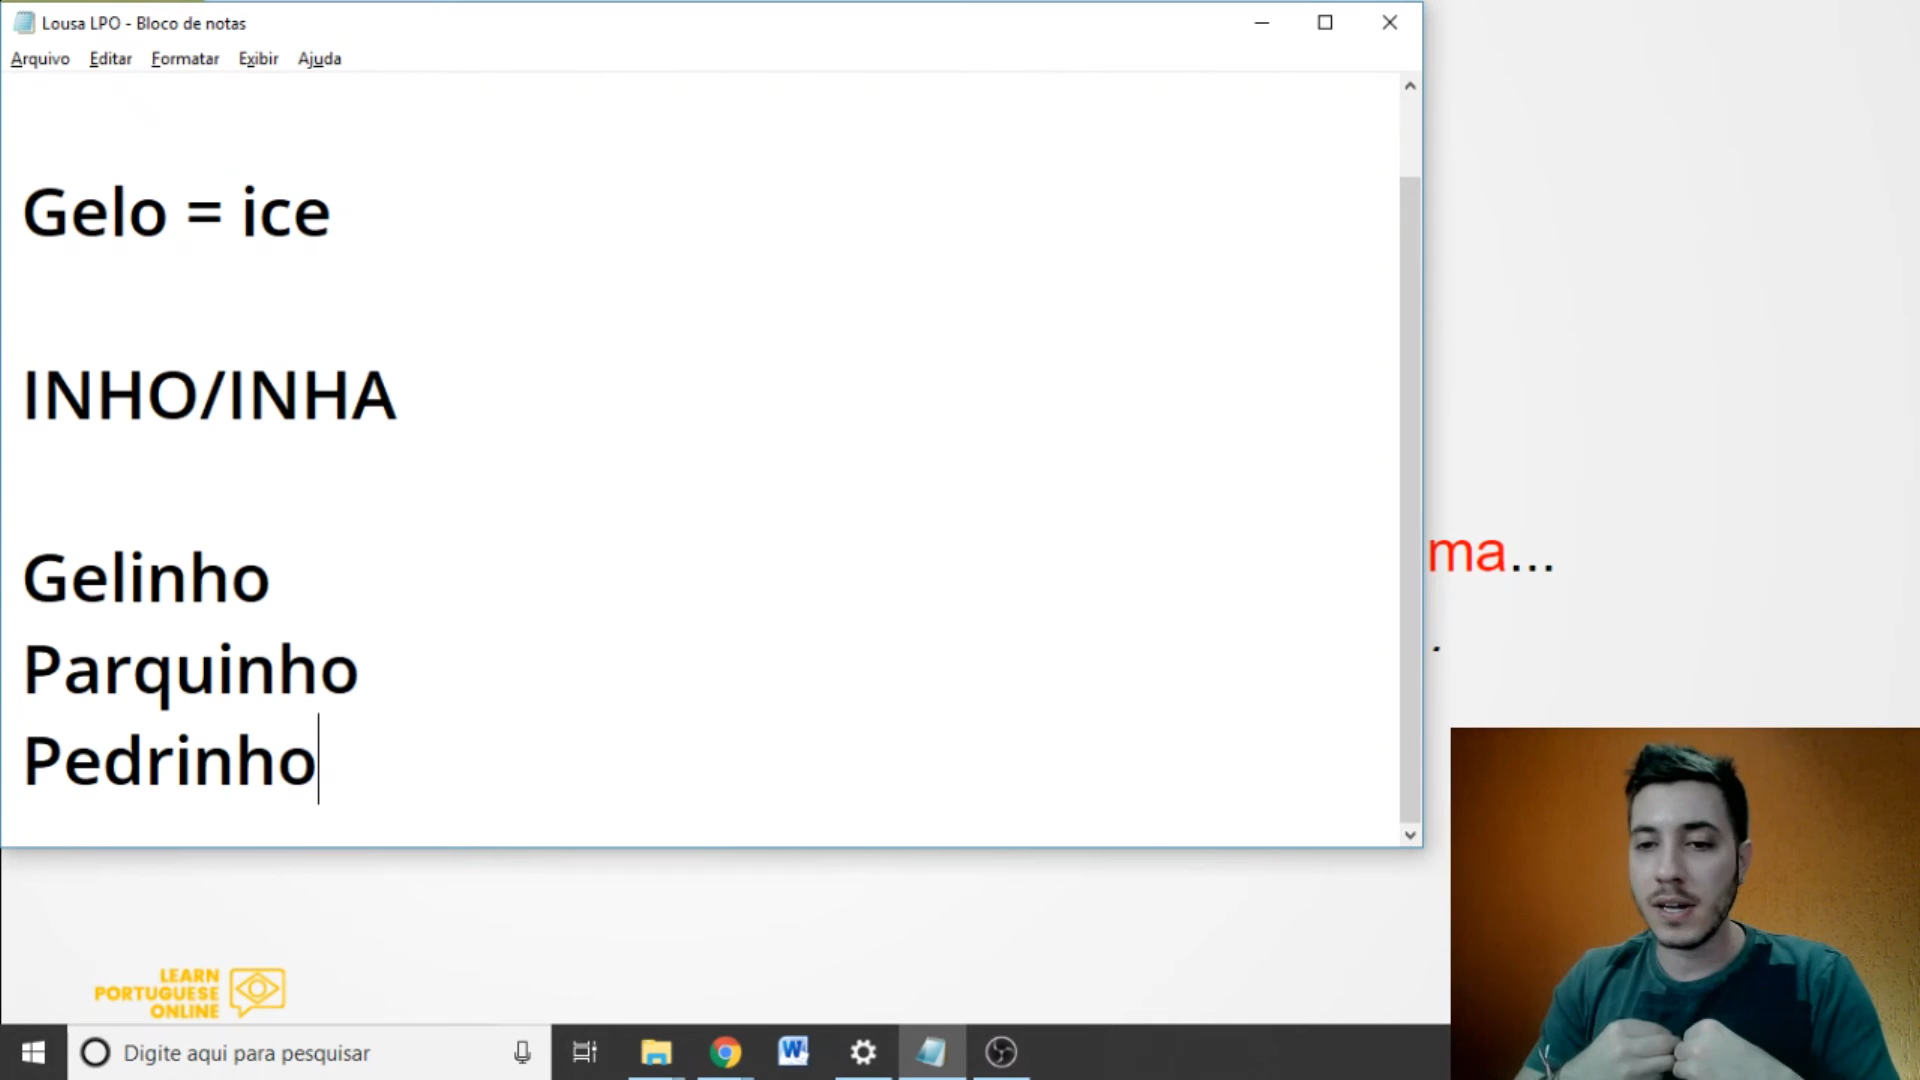 Lousa LPO - Bloco de notas
Arquivo Editar Formatar Exibir Ajuda
Gelo = ice
INHO/INHA
Gelinho
Parquinho
Pedrinho
ma...
LEARN
PORTUGUESE
ONLINE
Digite aqui para pesquisar